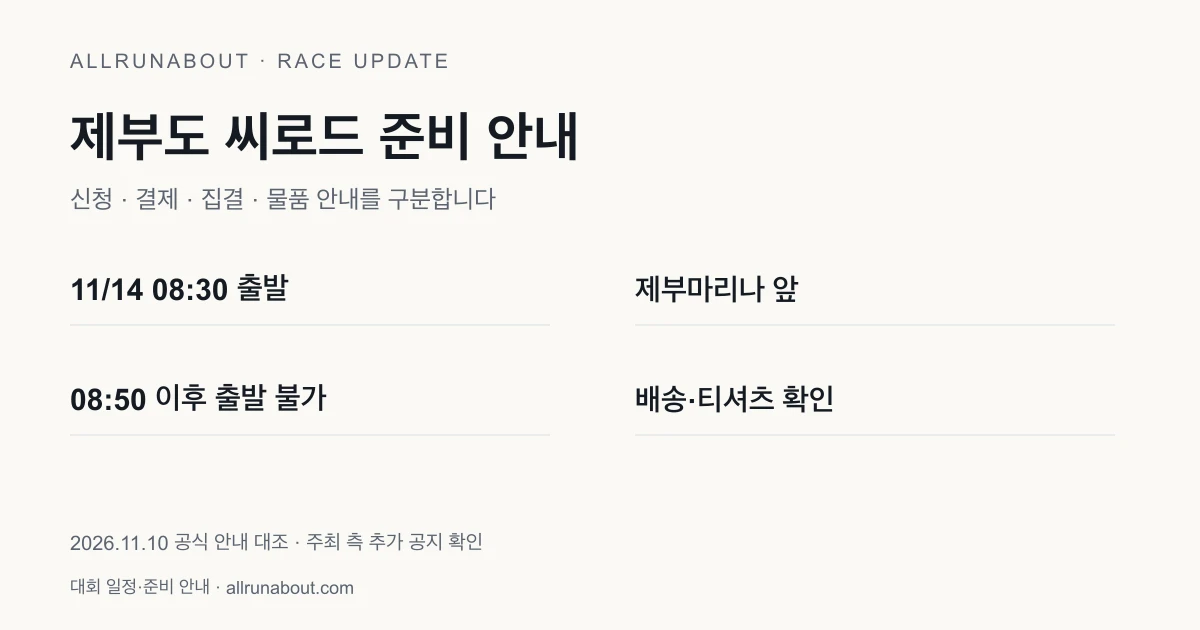 ALLRUNABOUT · RACE UPDATE
제부도 씨로드 준비 안내
신청 · 결제 · 집결 · 물품 안내를 구분합니다
11/14 08:30 출발
제부마리나 앞
08:50 이후 출발 불가
배송·티셔츠 확인
2026.11.10 공식 안내 대조 · 주최 측 추가 공지 확인
대회 일정·준비 안내 · allrunabout.com